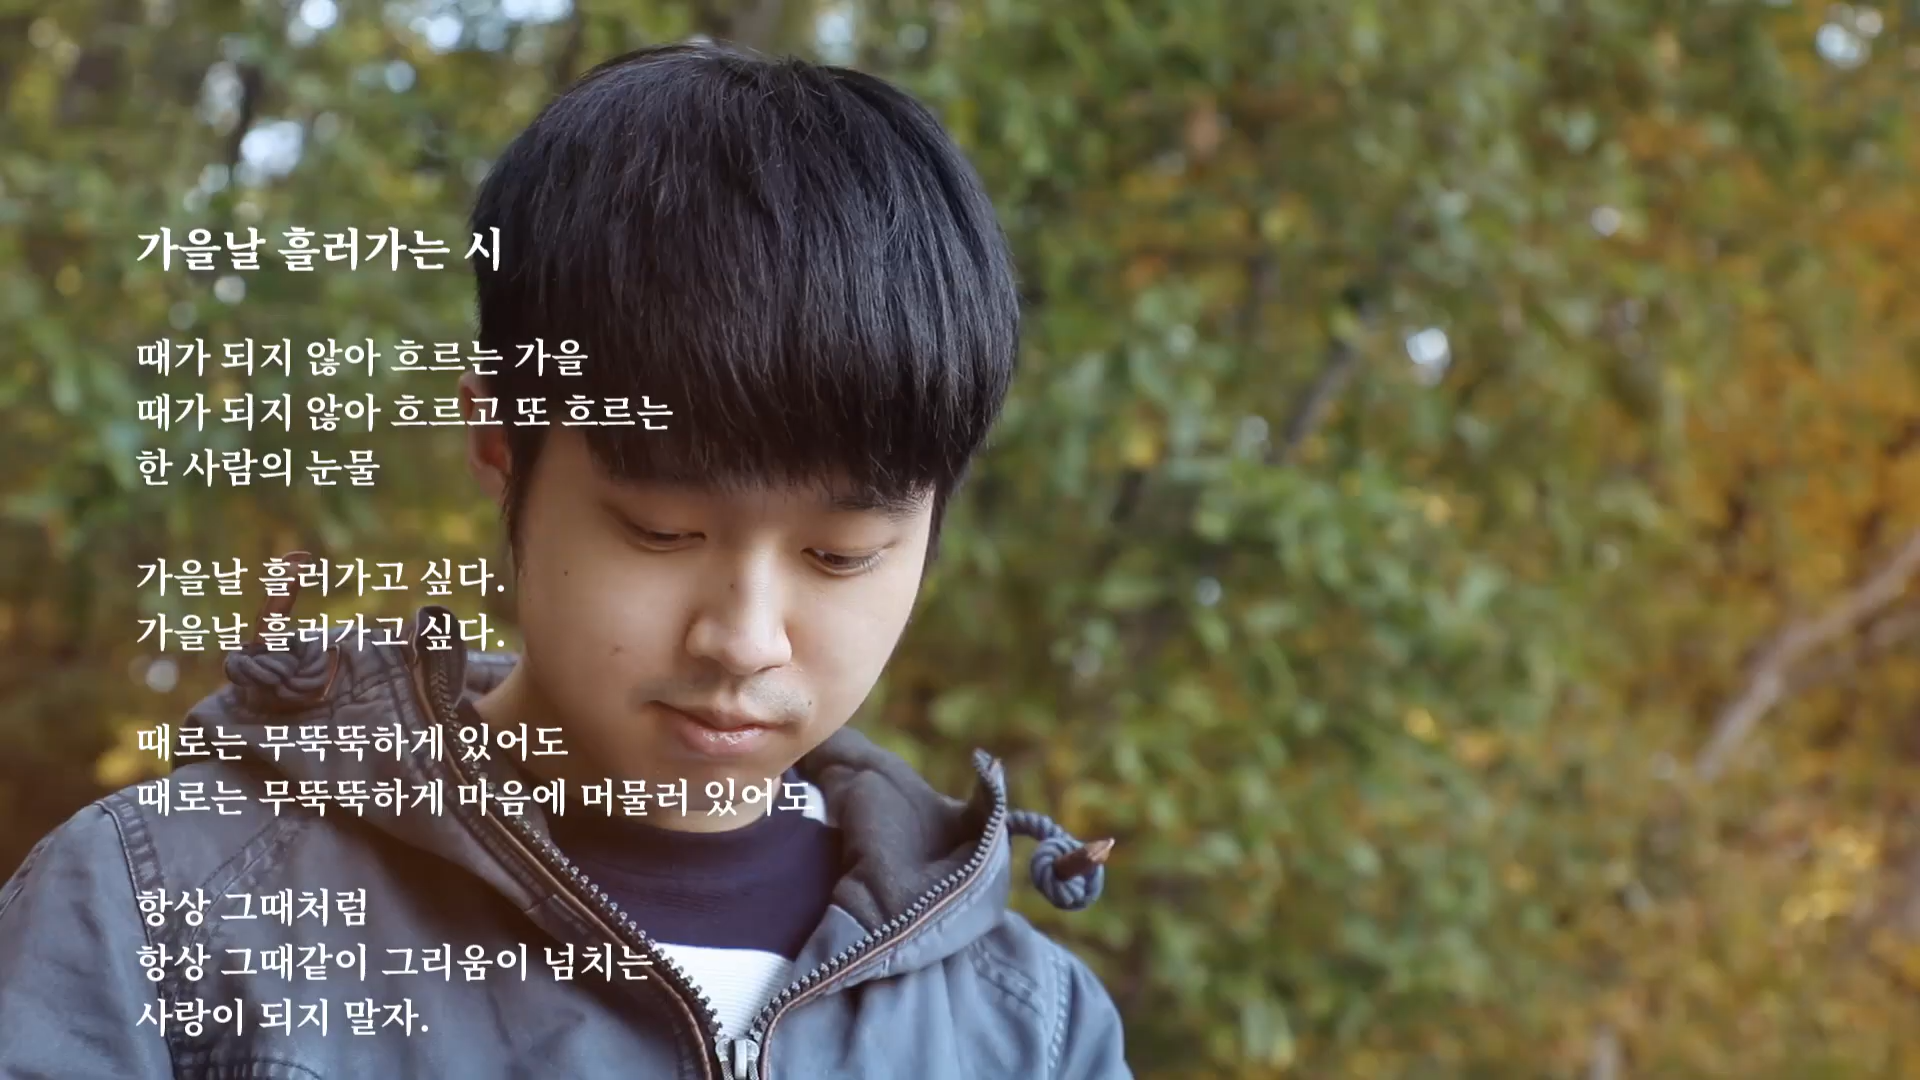 가을날 흘러가는 시
때가 되지 않아 흐르는 가을
때가 되지 않아 흐르고 또 흐르는
한 사람의 눈물
가을날 흘러가고 싶다.
가을날 흘러가고 싶다.
때로는 무뚝뚝하게 있어도
때로는 무뚝뚝하게 마음에 머물러 있어도
항상 그때처럼
항상 그때같이 그리움이 넘치는
사랑이 되지 말자.